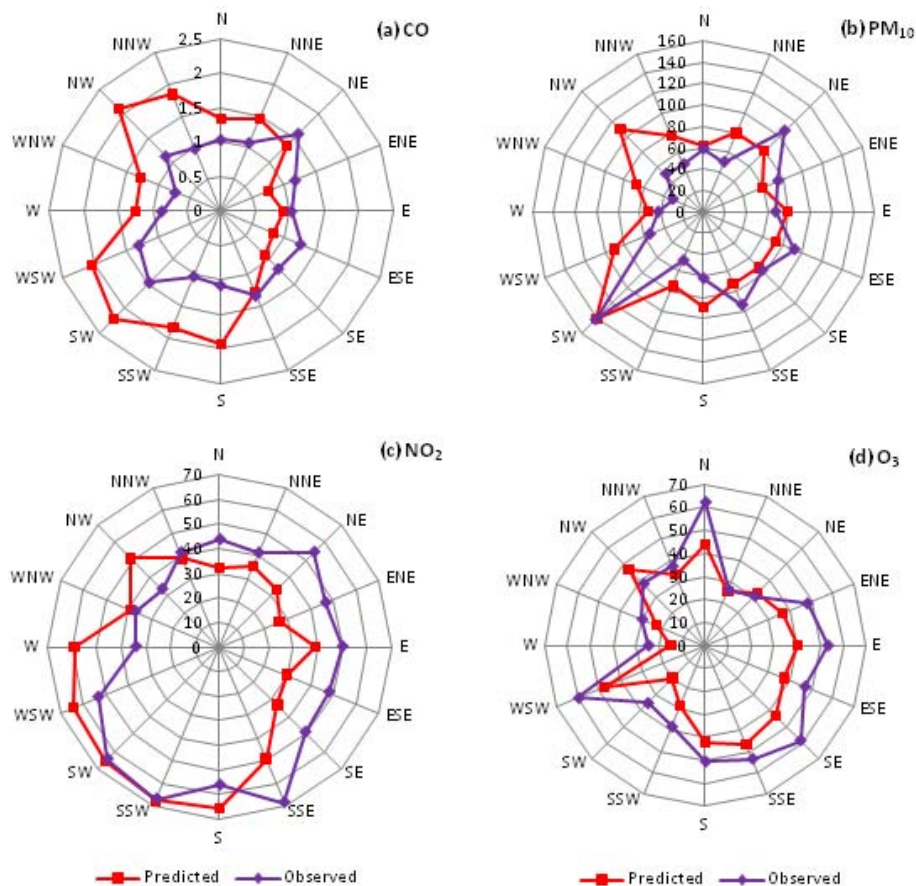 (a) CO
N
NNE
NE
ENE
E
ESE
SE
SSE
S
SSW
SW
WSW
W
WNW
NW
NNW
2.5
2
1.5
1
0.5
0
(b) PM₁₀
N
NNE
NE
ENE
E
ESE
SE
SSE
S
SSW
SW
WSW
W
WNW
NW
NNW
160
140
120
100
80
60
40
20
0
(c) NO₂
N
NNE
NE
ENE
E
ESE
SE
SSE
S
SSW
SW
WSW
W
WNW
NW
NNW
70
60
50
40
30
20
10
0
(d) O₃
N
NNE
NE
ENE
E
ESE
SE
SSE
S
SSW
SW
WSW
W
WNW
NW
NNW
70
60
50
40
30
20
10
0
Predicted Observed
Predicted Observed